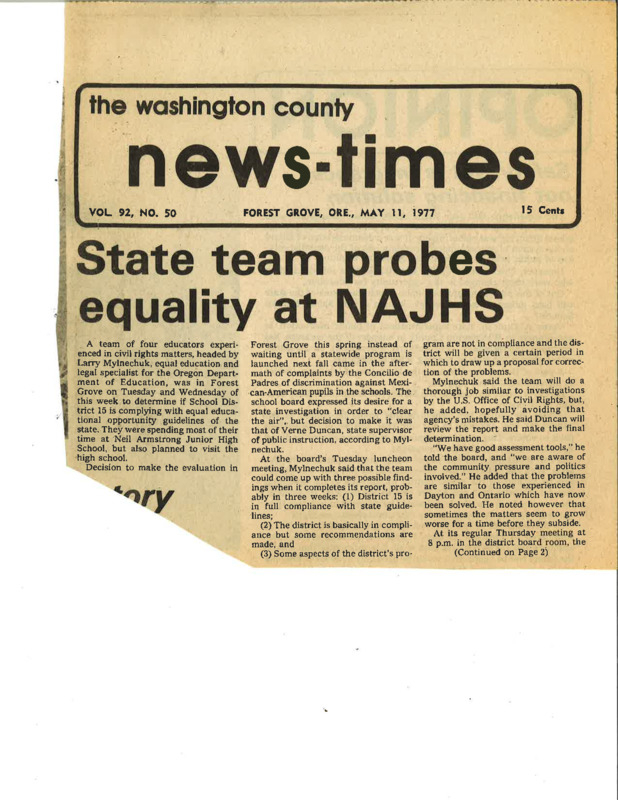 the washington county
news-times
VOL. 92, NO. 50 FOREST GROVE, ORE., MAY 11, 1977 15 Cents
State team probes
equality at NAJHS
A team of four educators experi-
enced in civil rights matters, headed by
Larry Mylnechuk, equal education and
legal specialist for the Oregon Depart-
ment of Education, was in Forest
Grove on Tuesday and Wednesday of
this week to determine if School Dis-
trict 15 is complying with equal educa-
tional opportunity guidelines of the
state. They were spending most of their
time at Neil Armstrong Junior High
School, but also planned to visit the
high school.
Decision to make the evaluation in
tory
Forest Grove this spring instead of
waiting until a statewide program is
launched next fall came in the after-
math of complaints by the Concilio de
Padres of discrimination against Mexi-
can-American pupils in the schools. The
school board expressed its desire for a
state investigation in order to "clear
the air", but decision to make it was
that of Verne Duncan, state supervisor
of public instruction, according to Myl-
nechuk.
At the board's Tuesday luncheon
meeting, Mylnechuk said that the team
could come up with three possible find-
ings when it completes its report, prob-
ably in three weeks: (1) District 15 is
in full compliance with state guide-
lines;
(2) The district is basically in compli-
ance but some recommendations are
made, and
(3) Some aspects of the district's pro-
gram are not in compliance and the dis-
trict will be given a certain period in
which to draw up a proposal for correc-
tion of the problems.
Mylnechuk said the team will do a
thorough job similar to investigations
by the U.S. Office of Civil Rights, but,
he added, hopefully avoiding that
agency's mistakes. He said Duncan will
review the report and make the final
determination.
"We have good assessment tools," he
told the board, and "we are aware of
the community pressure and politics
involved." He added that the problems
are similar to those experienced in
Dayton and Ontario which have now
been solved. He noted however that
sometimes the matters seem to grow
worse for a time before they subside.
At its regular Thursday meeting at
8 p.m. in the district board room, the
(Continued on Page 2)